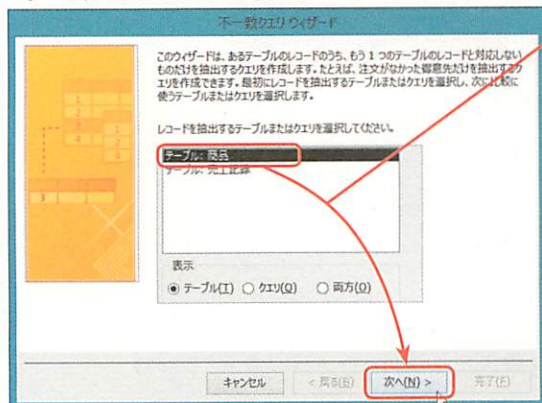 不一致クエリ ウィザード
このウィザードは、あるテーブルのレコードのうち、もう 1 つのテーブルのレコードと対応しない
ものだけを抽出するクエリを作成します。たとえば、注文がなかった得意先だけを抽出するク
エリを作成できます。最初にレコードを抽出するテーブルまたはクエリを選択し、次に比較に
使うテーブルまたはクエリを選択します。
レコードを抽出するテーブルまたはクエリを選択してください。
テーブル: 商品
テーブル: 売上記録
表示
テーブル(T) クエリ(Q) 両方(O)
キャンセル < 戻る(B) 次へ(N) > 完了(F)